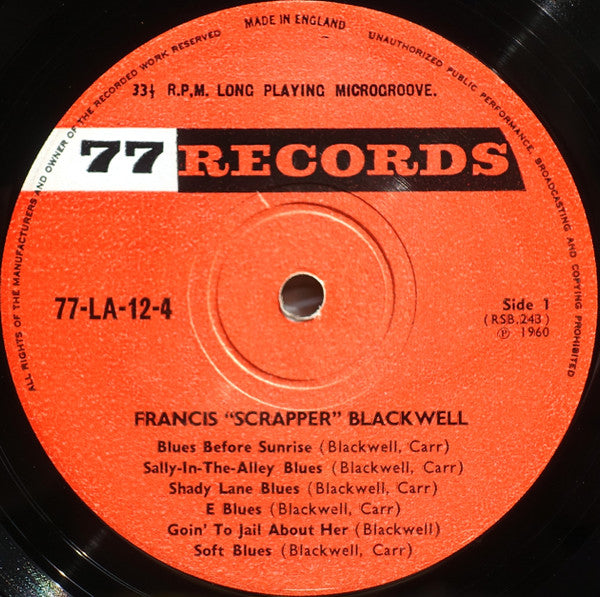 MADE IN ENGLAND
ALL RIGHTS OF THE MANUFACTURERS AND OWNER OF THE RECORDED WORK RESERVED
UNAUTHORIZED PUBLIC PERFORMANCE, BROADCASTING AND COPYING PROHIBITED
33⅓ R.P.M. LONG PLAYING MICROGROOVE.
77 RECORDS
77-LA-12-4
Side 1
(RSB.243)
℗ 1960
FRANCIS “SCRAPPER” BLACKWELL
Blues Before Sunrise (Blackwell, Carr)
Sally-In-The-Alley Blues (Blackwell, Carr)
Shady Lane Blues (Blackwell, Carr)
E Blues (Blackwell, Carr)
Goin’ To Jail About Her (Blackwell)
Soft Blues (Blackwell, Carr)